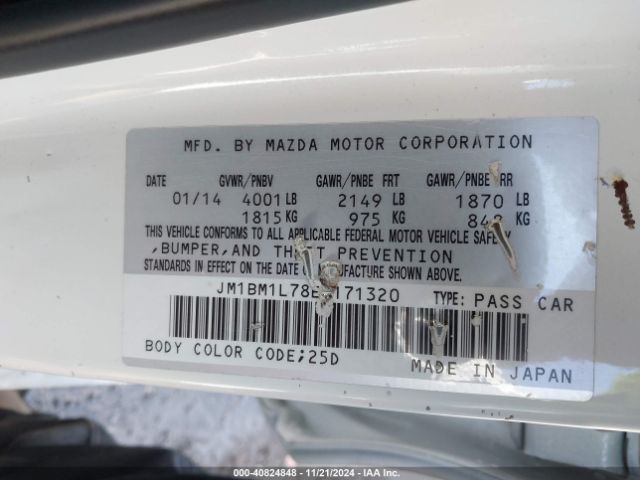 MFD. BY MAZDA MOTOR CORPORATION
DATE GVWR/PNBV GAWR/PNBE FRT GAWR/PNBE RR
01/14 4001 LB 2149 LB 1870 LB
1815 KG 975 KG KG
THIS VEHICLE CONFORMS TO ALL APPLICABLE FEDERAL MOTOR VEHICLE SAFETY
,BUMPER,AND THEFT PREVENTION
STANDARDS IN EFFECT ON THE DATE OF MANUFACTURE SHOWN ABOVE.
TYPE: PASS CAR
BODY COLOR CODE;25D MADE IN JAPAN
000-40824848 - 11/21/2024 - IAA Inc.